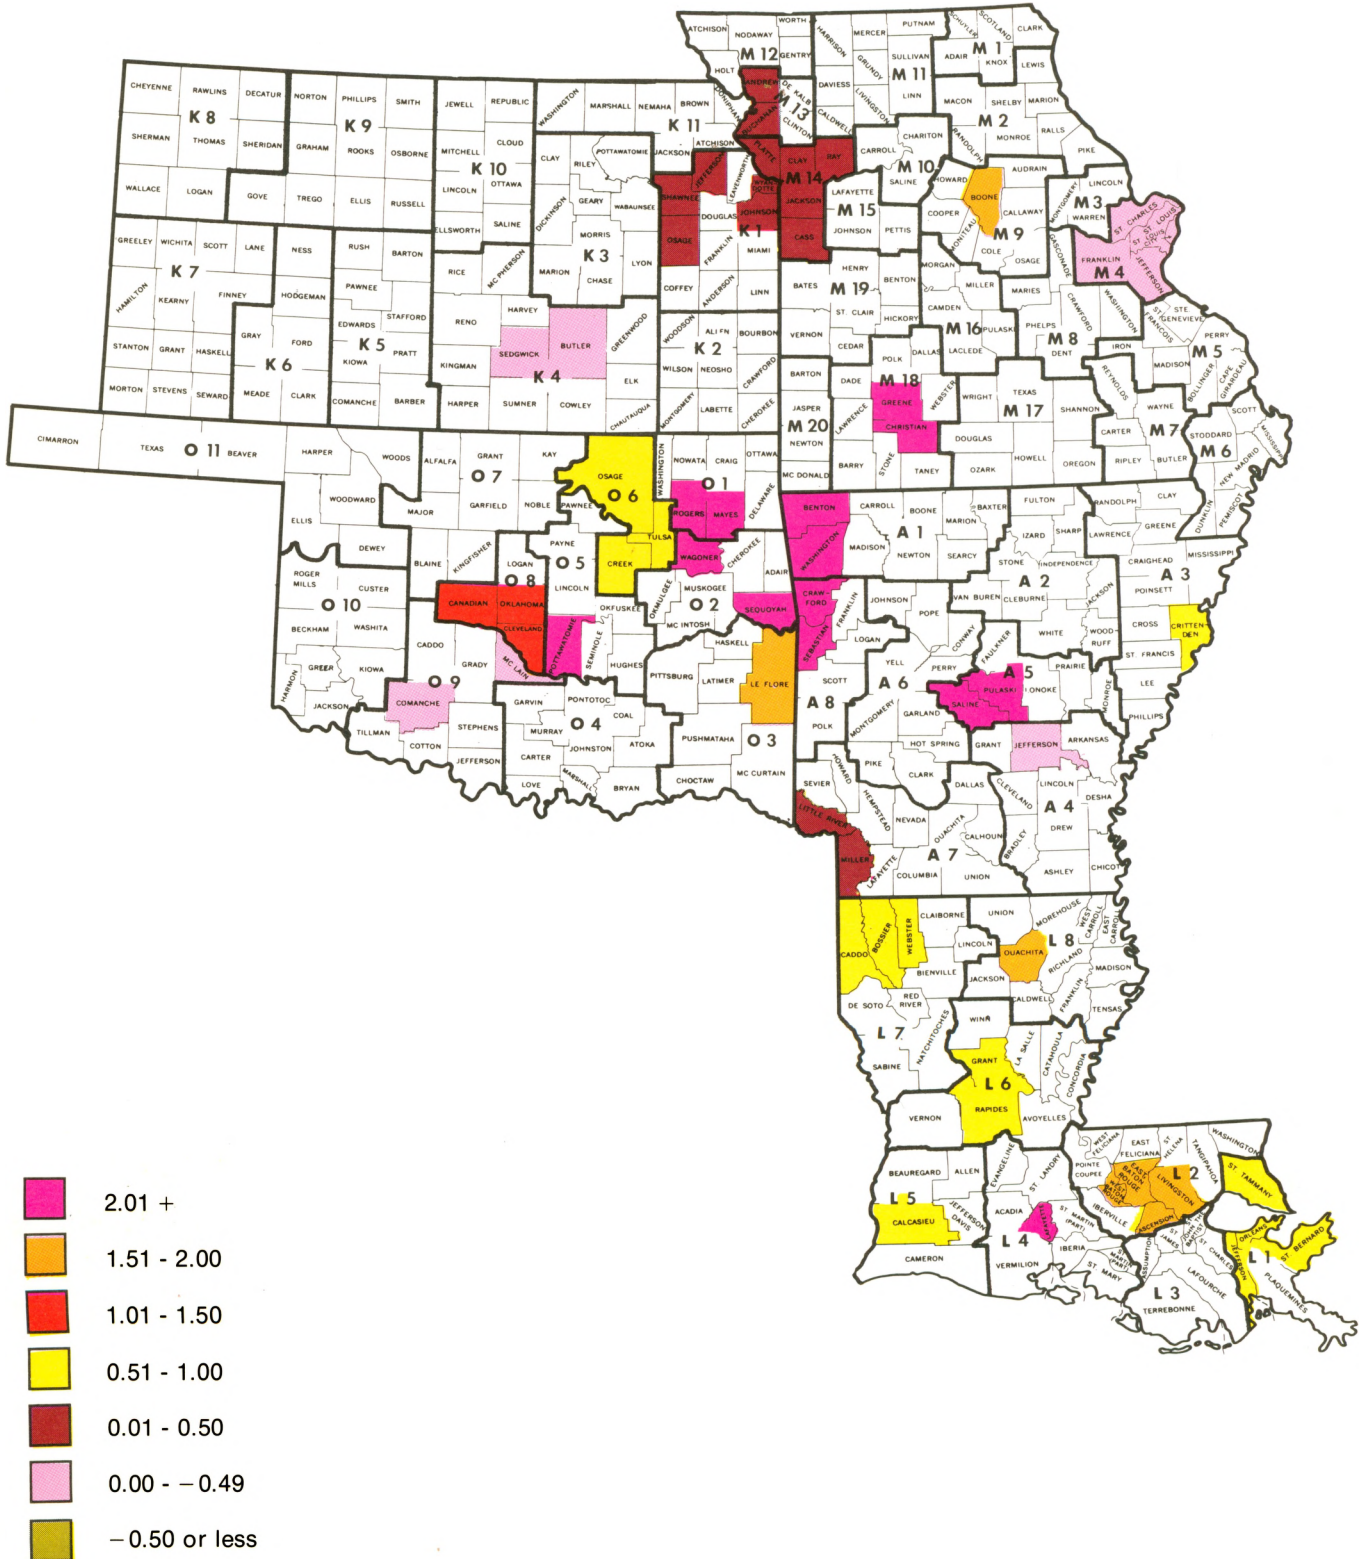 ATCHISON
NODAWAY
WORTH
GENTRY
HOLT
M 12
HARRISON
MERCER
PUTNAM
SULLIVAN
GRUNDY
M 11
DAVIESS
LIVINGSTON
LINN
SCHUYLER
SCOTLAND
CLARK
ADAIR
M 1
KNOX
LEWIS
ANDREW
DE KALB
M 13
BUCHANAN
CLINTON
CALDWELL
MACON
SHELBY
MARION
M 2
MONROE
RALLS
RANDOLPH
PIKE
CHEYENNE
RAWLINS
DECATUR
K 8
SHERMAN
THOMAS
SHERIDAN
WALLACE
LOGAN
NORTON
PHILLIPS
SMITH
K 9
GRAHAM
ROOKS
OSBORNE
GOVE
TREGO
ELLIS
RUSSELL
JEWELL
REPUBLIC
MITCHELL
CLOUD
K 10
LINCOLN
OTTAWA
ELLSWORTH
SALINE
WASHINGTON
MARSHALL
NEMAHA
BROWN
DONIPHAN
K 11
JACKSON
ATCHISON
CLAY
RILEY
POTTAWATOMIE
DICKINSON
GEARY
WABAUNSEE
MORRIS
K 3
LYON
MARION
CHASE
JEFFERSON
LEAVENWORTH
SHAWNEE
DOUGLAS
JOHNSON
K 1
OSAGE
FRANKLIN
MIAMI
COFFEY
ANDERSON
LINN
PLATTE
CLAY
RAY
M 14
JACKSON
CASS
CARROLL
CHARITON
M 10
SALINE
HOWARD
LAFAYETTE
M 15
JOHNSON
PETTIS
COOPER
MONITEAU
BOONE
AUDRAIN
CALLAWAY
M 9
COLE
OSAGE
MONTGOMERY
LINCOLN
M 3
WARREN
GASCONADE
ST. CHARLES
ST. LOUIS
FRANKLIN
M 4
JEFFERSON
GREELEY
WICHITA
SCOTT
LANE
K 7
HAMILTON
KEARNY
FINNEY
STANTON
GRANT
HASKELL
MORTON
STEVENS
SEWARD
NESS
HODGEMAN
GRAY
FORD
K 6
MEADE
CLARK
RUSH
BARTON
PAWNEE
STAFFORD
EDWARDS
K 5
KIOWA
PRATT
COMANCHE
BARBER
RICE
MC PHERSON
RENO
HARVEY
SEDGWICK
BUTLER
GREENWOOD
KINGMAN
K 4
ELK
HARPER
SUMNER
COWLEY
CHAUTAUQUA
WOODSON
ALLEN
BOURBON
K 2
WILSON
NEOSHO
CRAWFORD
MONTGOMERY
LABETTE
CHEROKEE
BATES
HENRY
BENTON
M 19
ST. CLAIR
HICKORY
VERNON
CEDAR
MORGAN
MILLER
CAMDEN
M 16
PULASKI
LACLEDE
DALLAS
POLK
MARIES
PHELPS
CRAWFORD
M 8
DENT
WASHINGTON
ST. FRANCOIS
STE. GENEVIEVE
PERRY
M 5
IRON
MADISON
BOLLINGER
CAPE GIRARDEAU
BARTON
JASPER
M 20
NEWTON
MC DONALD
DADE
M 18
GREENE
WEBSTER
LAWRENCE
CHRISTIAN
BARRY
STONE
TANEY
WRIGHT
TEXAS
M 17
SHANNON
DOUGLAS
HOWELL
OZARK
OREGON
REYNOLDS
WAYNE
CARTER
M 7
RIPLEY
BUTLER
SCOTT
STODDARD
MISSISSIPPI
M 6
NEW MADRID
DUNKLIN
PEMISCOT
CIMARRON
TEXAS
O 11
BEAVER
HARPER
WOODS
WOODWARD
ELLIS
DEWEY
ALFALFA
GRANT
KAY
O 7
MAJOR
GARFIELD
NOBLE
PAWNEE
OSAGE
O 6
TULSA
CREEK
WASHINGTON
NOWATA
CRAIG
OTTAWA
O 1
ROGERS
MAYES
DELAWARE
BLAINE
KINGFISHER
LOGAN
O 8
CANADIAN
OKLAHOMA
CLEVELAND
PAYNE
O 5
LINCOLN
OKFUSKEE
POTTAWATOMIE
SEMINOLE
HUGHES
WAGONER
CHEROKEE
ADAIR
OKMULGEE
MUSKOGEE
O 2
MC INTOSH
SEQUOYAH
ROGER MILLS
CUSTER
O 10
BECKHAM
WASHITA
GREER
KIOWA
HARMON
JACKSON
CADDO
GRADY
MC LAIN
O 9
COMANCHE
TILLMAN
COTTON
STEPHENS
JEFFERSON
GARVIN
PONTOTOC
O 4
COAL
MURRAY
JOHNSTON
ATOKA
CARTER
MARSHALL
LOVE
BRYAN
HASKELL
PITTSBURG
LATIMER
LE FLORE
PUSHMATAHA
O 3
CHOCTAW
MC CURTAIN
BENTON
WASHINGTON
CARROLL
BOONE
BAXTER
MARION
A 1
MADISON
NEWTON
SEARCY
FULTON
IZARD
SHARP
STONE
INDEPENDENCE
A 2
VAN BUREN
CLEBURNE
JACKSON
WHITE
WOODRUFF
RANDOLPH
CLAY
LAWRENCE
GREENE
CRAIGHEAD
MISSISSIPPI
A 3
POINSETT
CROSS
CRITTENDEN
ST. FRANCIS
LEE
PHILLIPS
CRAWFORD
FRANKLIN
SEBASTIAN
LOGAN
SCOTT
A 8
POLK
JOHNSON
POPE
CONWAY
YELL
PERRY
A 6
MONTGOMERY
GARLAND
HOT SPRING
PIKE
CLARK
FAULKNER
A 5
PULASKI
LONOKE
PRAIRIE
MONROE
SALINE
GRANT
JEFFERSON
ARKANSAS
CLEVELAND
LINCOLN
DESHA
A 4
DREW
BRADLEY
ASHLEY
CHICOT
SEVIER
HOWARD
HEMPSTEAD
NEVADA
DALLAS
OUACHITA
CALHOUN
LITTLE RIVER
MILLER
LAFAYETTE
A 7
COLUMBIA
UNION
CADDO
BOSSIER
WEBSTER
CLAIBORNE
LINCOLN
BIENVILLE
DE SOTO
RED RIVER
L 7
NATCHITOCHES
SABINE
UNION
MOREHOUSE
WEST CARROLL
EAST CARROLL
OUACHITA
L 8
RICHLAND
MADISON
JACKSON
CALDWELL
FRANKLIN
TENSAS
WINN
GRANT
LA SALLE
CATAHOULA
CONCORDIA
L 6
RAPIDES
VERNON
AVOYELLES
BEAUREGARD
ALLEN
L 5
CALCASIEU
JEFFERSON DAVIS
CAMERON
EVANGELINE
ST. LANDRY
ACADIA
LAFAYETTE
ST MARTIN (PART)
L 4
IBERIA
ST MARTIN (PART)
VERMILION
ST. MARY
WEST FELICIANA
EAST FELICIANA
ST HELENA
TANGIPAHOA
WASHINGTON
POINTE COUPEE
EAST BATON ROUGE
WEST BATON ROUGE
L 2
LIVINGSTON
IBERVILLE
ASCENSION
ST. TAMMANY
ASSUMPTION
ST JAMES
ST JOHN THE BAPTIST
ST CHARLES
LAFOURCHE
L 3
TERREBONNE
ORLEANS
JEFFERSON
L 1
ST. BERNARD
PLAQUEMINES
2.01 +
1.51 - 2.00
1.01 - 1.50
0.51 - 1.00
0.01 - 0.50
0.00 - −0.49
−0.50 or less